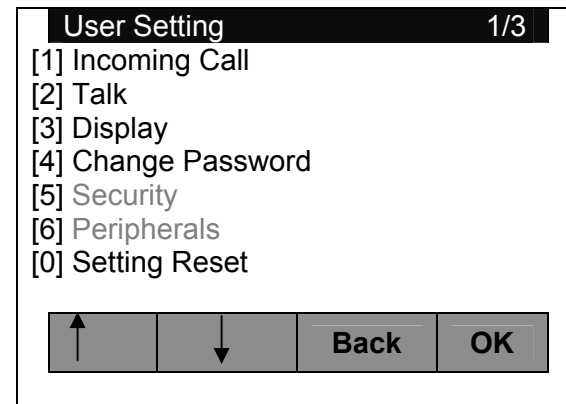 User Setting 1/3
[1] Incoming Call
[2] Talk
[3] Display
[4] Change Password
[5] Security
[6] Peripherals
[0] Setting Reset
↑ ↓ Back OK